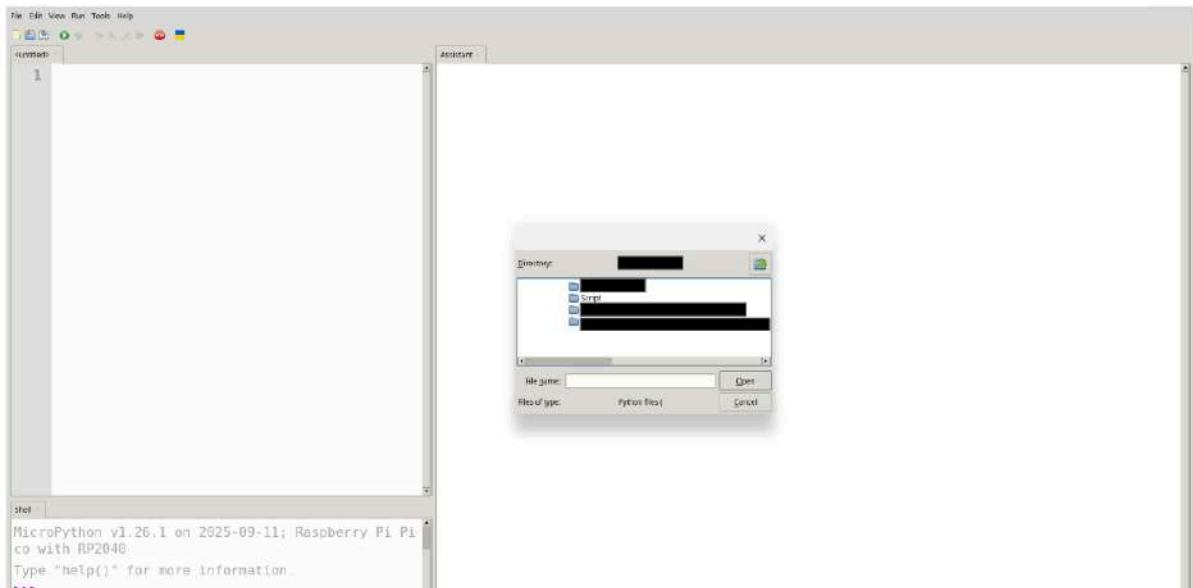 File Edit View Run Tools Help
<untitled>
Assistant
1
Directory:
Script
File name:
Open
Files of type:
Python files (
Cancel
Shell
MicroPython v1.26.1 on 2025-09-11; Raspberry Pi Pi
co with RP2040
Type "help()" for more information.
>>>